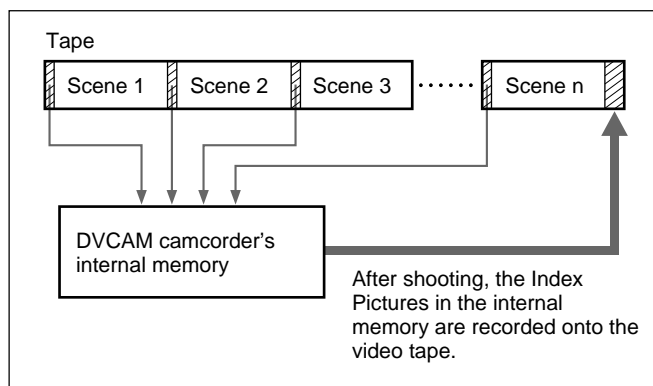 Tape
Scene 1 Scene 2 Scene 3 ...... Scene n
DVCAM camcorder's
internal memory
After shooting, the Index
Pictures in the internal
memory are recorded onto the
video tape.